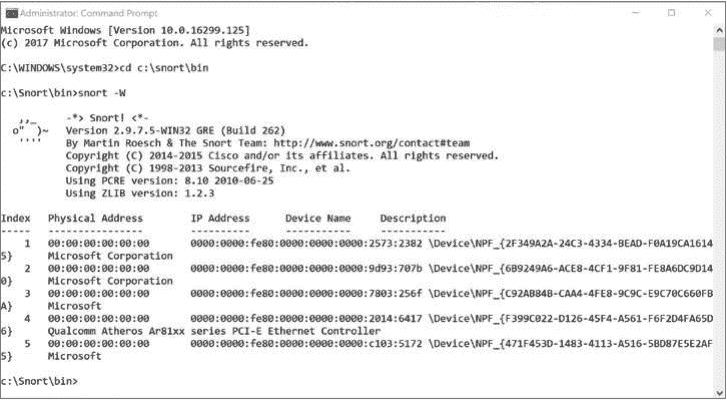 Administrator: Command Prompt
Microsoft Windows [Version 10.0.16299.125]
(c) 2017 Microsoft Corporation. All rights reserved.
C:\WINDOWS\system32>cd c:\snort\bin
c:\Snort\bin>snort -W
,,_ -*> Snort! <*-
o" )~ Version 2.9.7.5-WIN32 GRE (Build 262)
'''' By Martin Roesch & The Snort Team: http://www.snort.org/contact#team
Copyright (C) 2014-2015 Cisco and/or its affiliates. All rights reserved.
Copyright (C) 1998-2013 Sourcefire, Inc., et al.
Using PCRE version: 8.10 2010-06-25
Using ZLIB version: 1.2.3
Index Physical Address IP Address Device Name Description
----- ---------------- ---------- ----------- -----------
1 00:00:00:00:00:00 0000:0000:fe80:0000:0000:0000:2573:2382 \Device\NPF_{2F349A2A-24C3-4334-BEAD-F0A19CA1614
5} Microsoft Corporation
2 00:00:00:00:00:00 0000:0000:fe80:0000:0000:0000:9d93:707b \Device\NPF_{6B9249A6-ACE8-4CF1-9F81-FE8A6DC9D14
0} Microsoft Corporation
3 00:00:00:00:00:00 0000:0000:fe80:0000:0000:0000:7803:256f \Device\NPF_{C92AB84B-CAA4-4FE8-9C9C-E9C70C660FB
A} Microsoft
4 00:00:00:00:00:00 0000:0000:fe80:0000:0000:0000:2014:6417 \Device\NPF_{F399C022-D126-45F4-A561-F6F2D4FA65D
6} Qualcomm Atheros Ar81xx series PCI-E Ethernet Controller
5 00:00:00:00:00:00 0000:0000:fe80:0000:0000:0000:c103:5172 \Device\NPF_{471F453D-1483-4113-A516-5BD87E5E2AF
5} Microsoft
c:\Snort\bin>